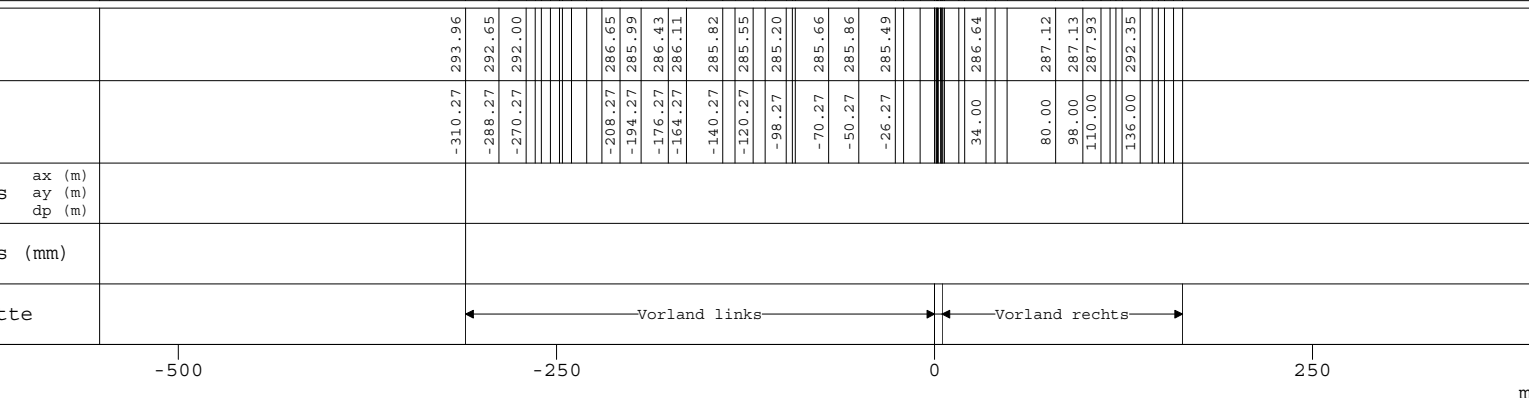 293.96 292.65 292.00 286.65 285.99 286.43 286.11 285.82 285.55 285.20 285.66 285.86 285.49 286.64 287.12 287.13 287.93 292.35
-310.27 -288.27 -270.27 -208.27 -194.27 -176.27 -164.27 -140.27 -120.27 -98.27 -70.27 -50.27 -26.27 34.00 80.00 98.00 110.00 136.00
ax (m)
s ay (m)
dp (m)
s (mm)
tte Vorland links Vorland rechts
-500 -250 0 250
m